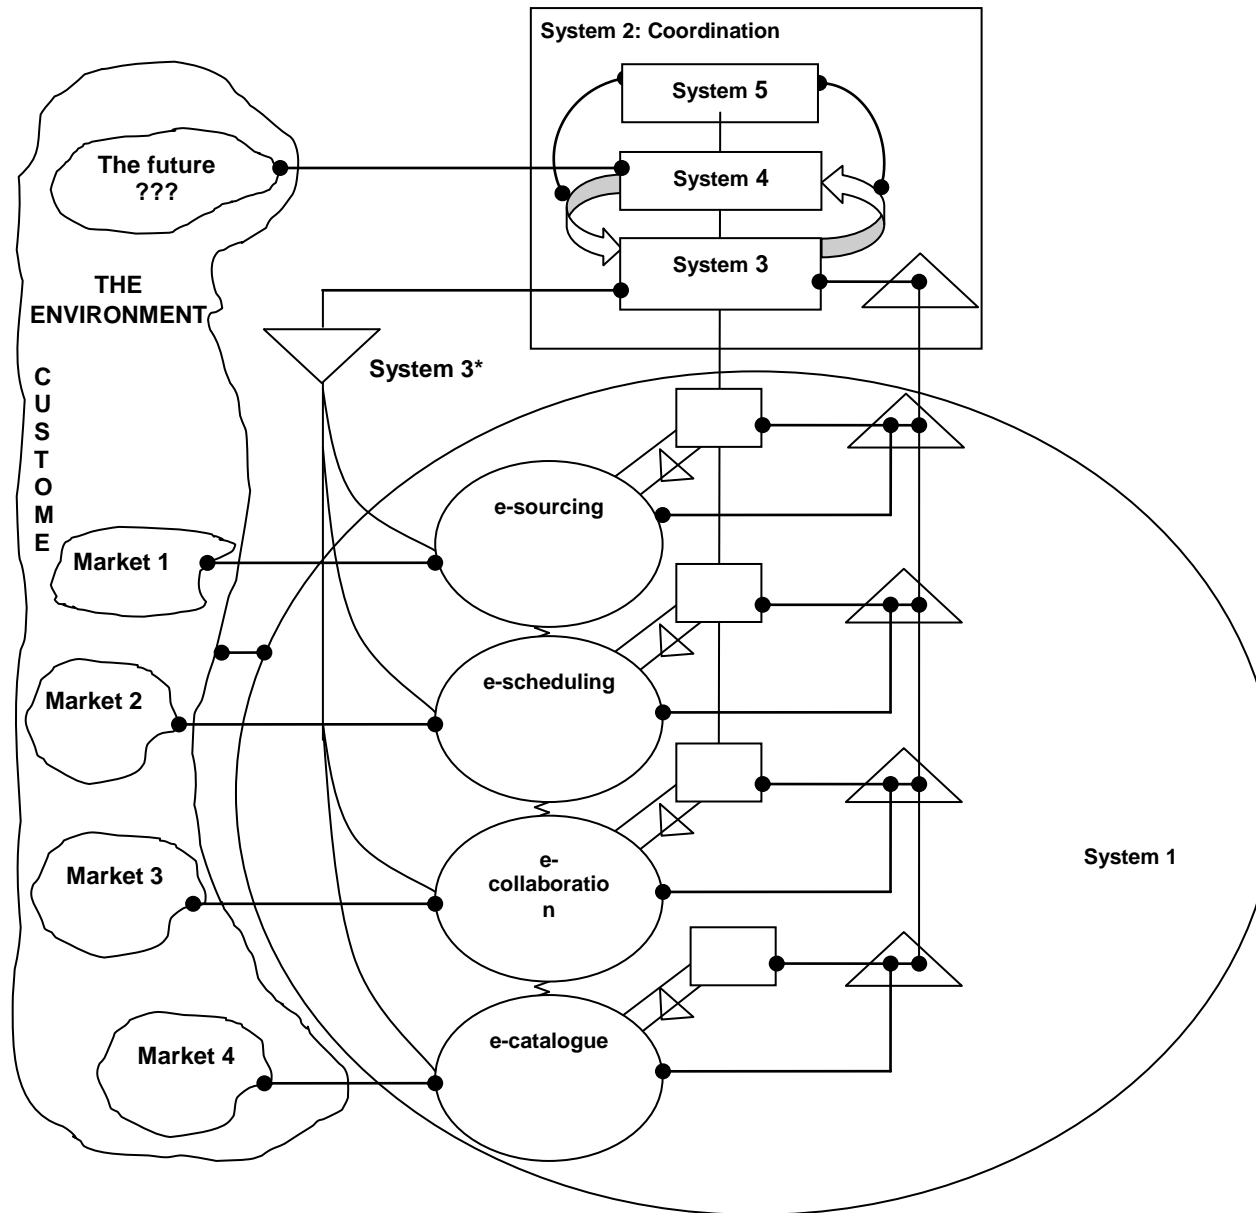 System 2: Coordination
System 5
System 4
System 3
The future
???
THE
ENVIRONMENT
System 3*
C
U
S
T
O
M
E
e-sourcing
Market 1
e-scheduling
Market 2
e-
collaboratio
n
Market 3
System 1
e-catalogue
Market 4